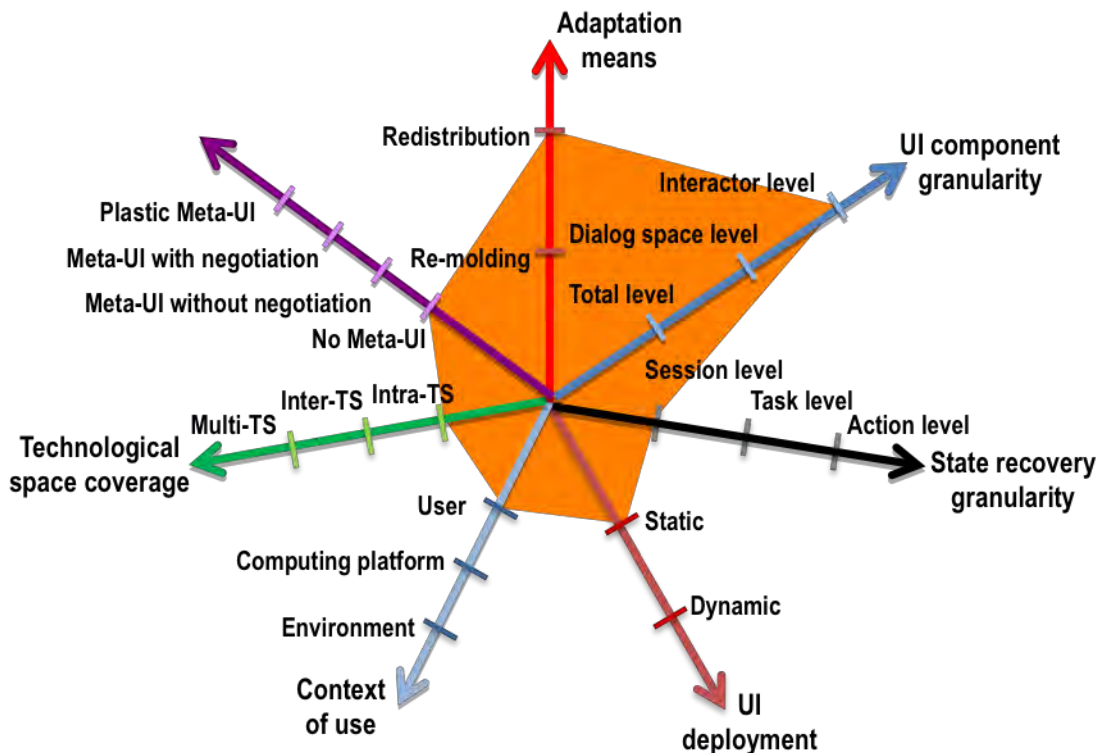 Adaptation
means
Redistribution
UI component
granularity
Interactor level
Plastic Meta-UI
Dialog space level
Meta-UI with negotiation
Re-molding
Total level
Meta-UI without negotiation
No Meta-UI
Session level
Intra-TS
Inter-TS
Task level
Multi-TS
Action level
Technological
space coverage
State recovery
granularity
User
Static
Computing platform
Dynamic
Environment
Context
of use
UI
deployment